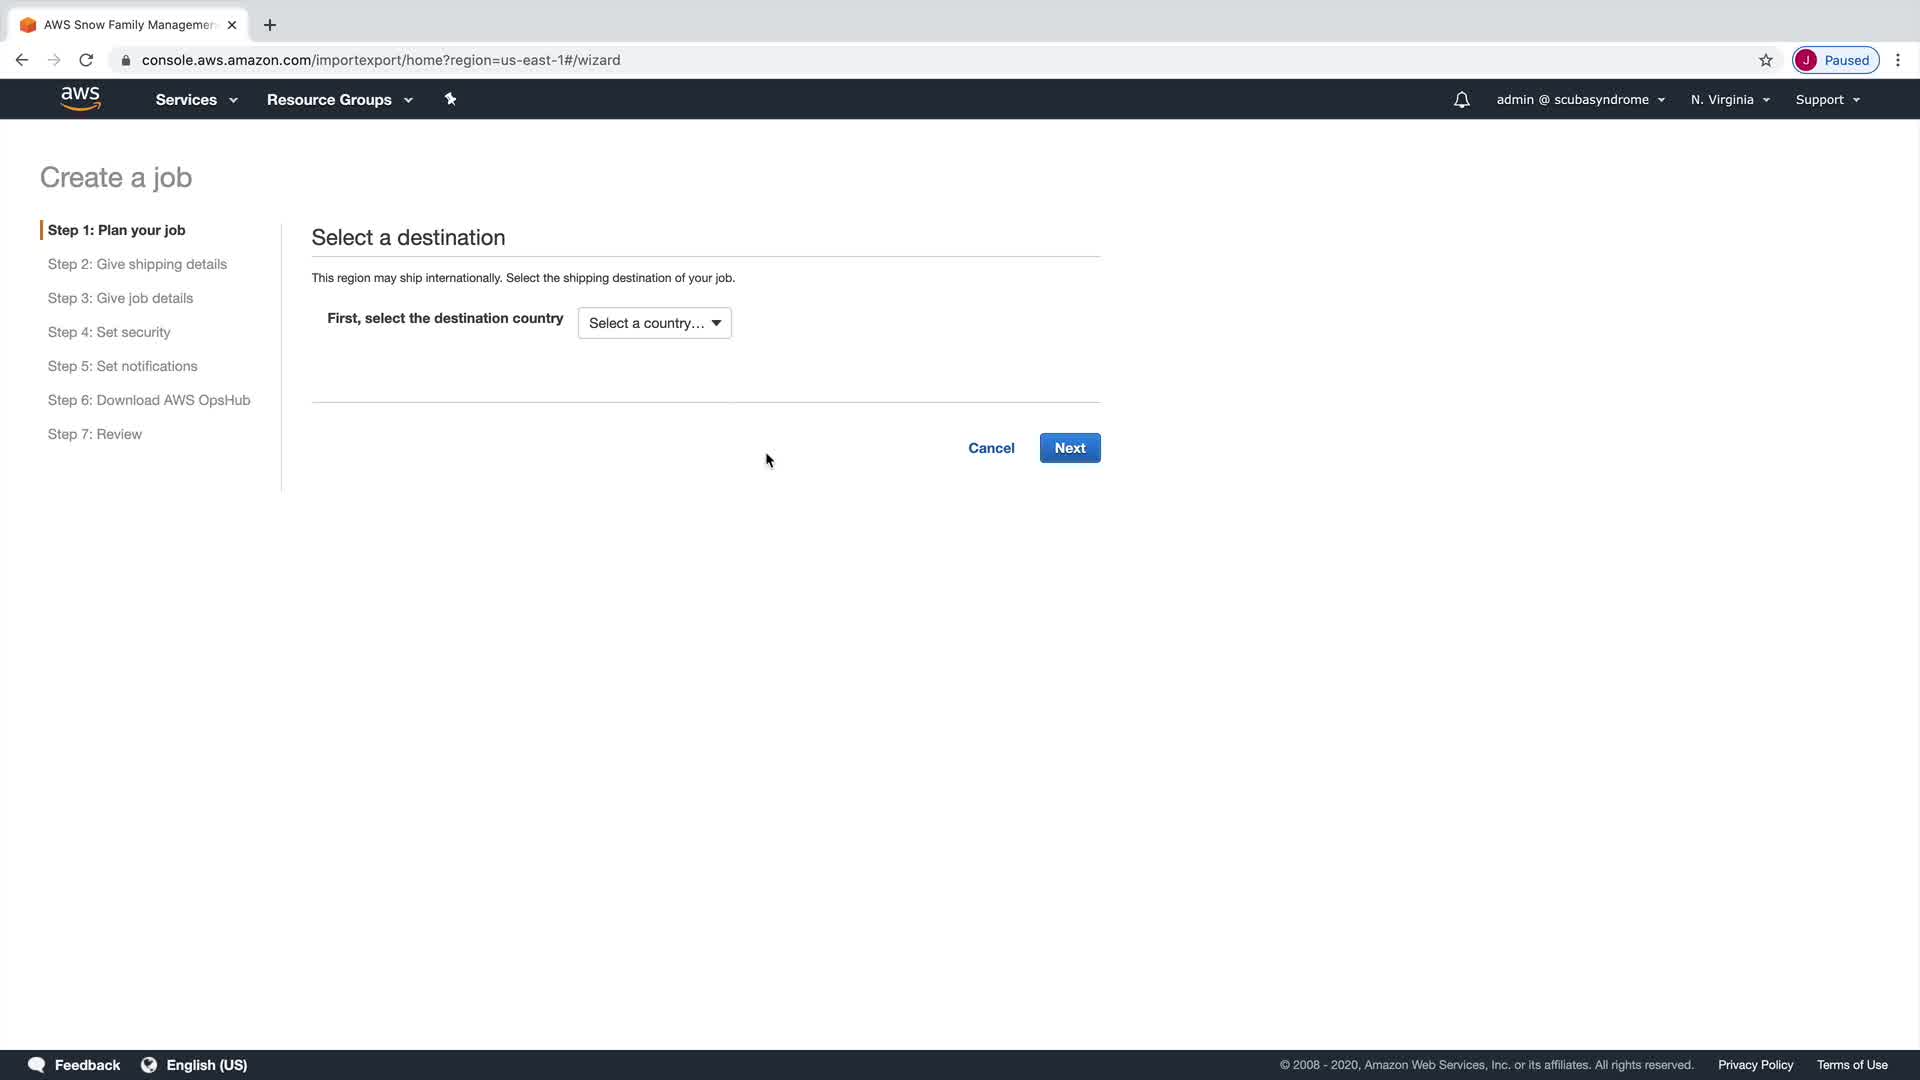 AWS Snow Family Managemen
console.aws.amazon.com/importexport/home?region=us-east-1#/wizard
J Paused
aws Services Resource Groups admin @ scubasyndrome N. Virginia Support
Create a job
Step 1: Plan your job
Step 2: Give shipping details
Step 3: Give job details
Step 4: Set security
Step 5: Set notifications
Step 6: Download AWS OpsHub
Step 7: Review
Select a destination
This region may ship internationally. Select the shipping destination of your job.
First, select the destination country Select a country...
Cancel Next
Feedback English (US) © 2008 - 2020, Amazon Web Services, Inc. or its affiliates. All rights reserved. Privacy Policy Terms of Use